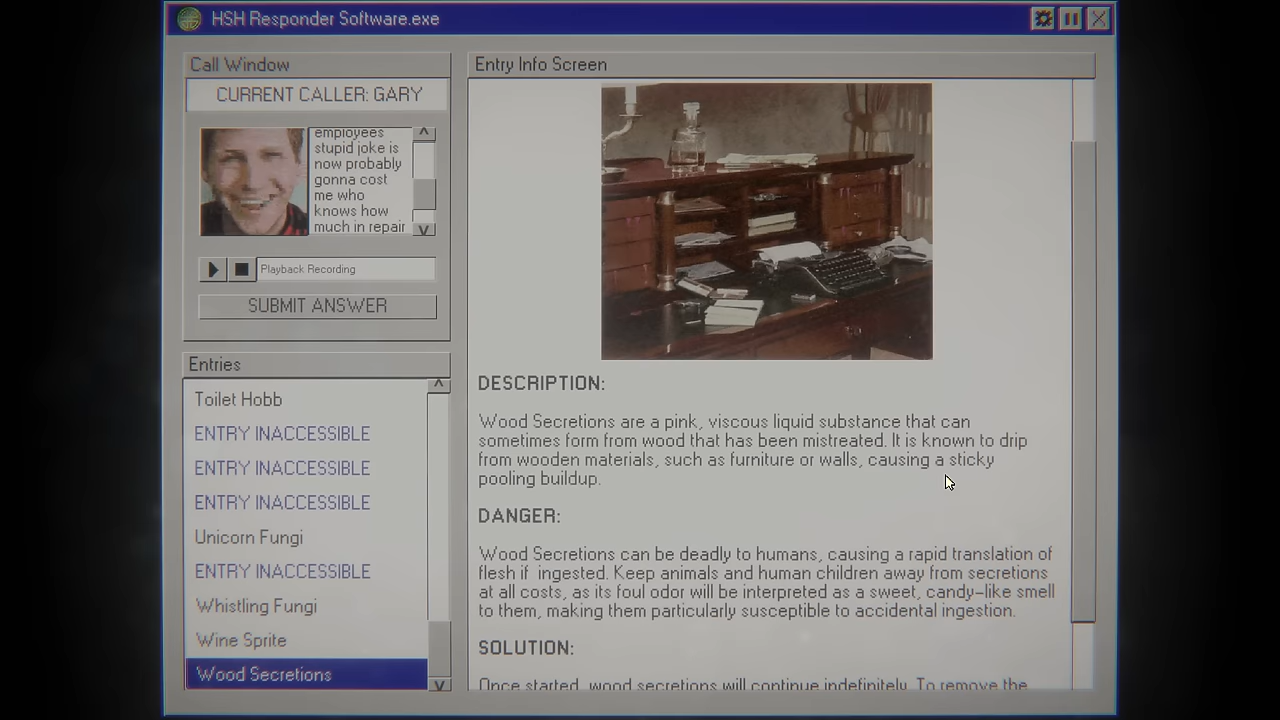 HSH Responder Software.exe
Call Window
CURRENT CALLER: GARY
employees
stupid joke is
now probably
gonna cost
me who
knows how
much in repair
Playback Recording
SUBMIT ANSWER
Entries
Toilet Hobb
ENTRY INACCESSIBLE
ENTRY INACCESSIBLE
ENTRY INACCESSIBLE
Unicorn Fungi
ENTRY INACCESSIBLE
Whistling Fungi
Wine Sprite
Wood Secretions
Entry Info Screen
DESCRIPTION:
Wood Secretions are a pink, viscous liquid substance that can
sometimes form from wood that has been mistreated. It is known to drip
from wooden materials, such as furniture or walls, causing a sticky
pooling buildup.
DANGER:
Wood Secretions can be deadly to humans, causing a rapid translation of
flesh if ingested. Keep animals and human children away from secretions
at all costs, as its foul odor will be interpreted as a sweet, candy-like smell
to them, making them particularly susceptible to accidental ingestion.
SOLUTION:
Once started, wood secretions will continue indefinitely. To remove the